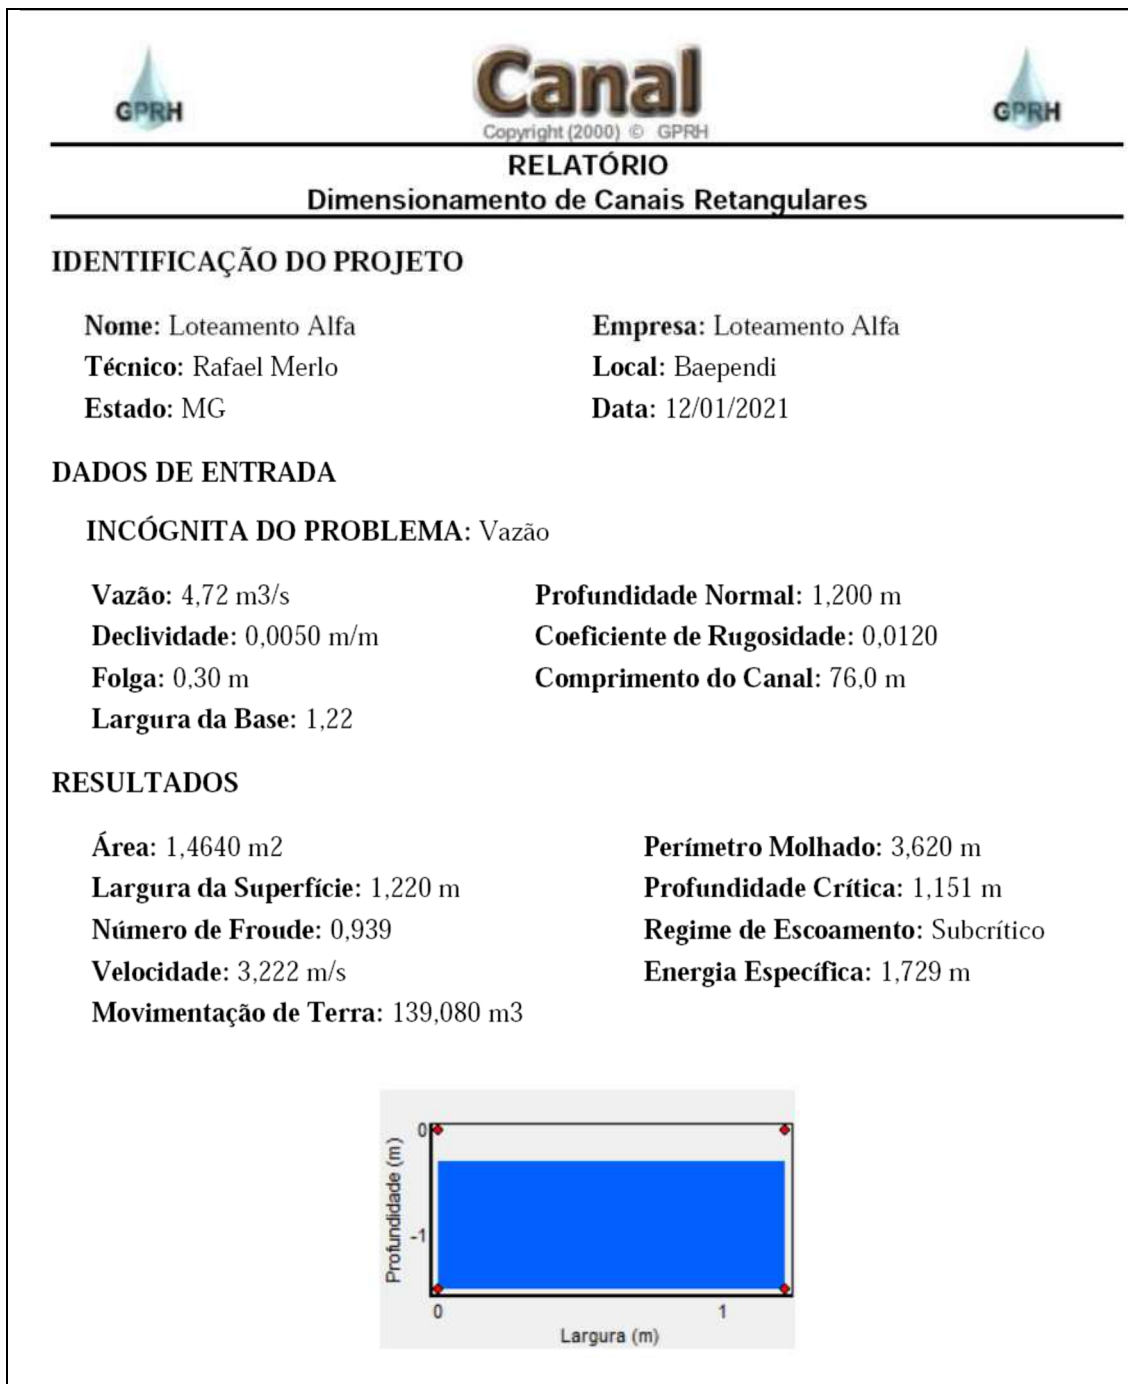 GPRH
Canal
Copyright (2000) © GPRH
GPRH
RELATÓRIO
Dimensionamento de Canais Retangulares
IDENTIFICAÇÃO DO PROJETO
Nome: Loteamento Alfa
Empresa: Loteamento Alfa
Técnico: Rafael Merlo
Local: Baependi
Estado: MG
Data: 12/01/2021
DADOS DE ENTRADA
INCÓGNITA DO PROBLEMA: Vazão
Vazão: 4,72 m3/s
Profundidade Normal: 1,200 m
Declividade: 0,0050 m/m
Coeficiente de Rugosidade: 0,0120
Folga: 0,30 m
Comprimento do Canal: 76,0 m
Largura da Base: 1,22
RESULTADOS
Área: 1,4640 m2
Perímetro Molhado: 3,620 m
Largura da Superfície: 1,220 m
Profundidade Crítica: 1,151 m
Número de Froude: 0,939
Regime de Escoamento: Subcrítico
Velocidade: 3,222 m/s
Energia Específica: 1,729 m
Movimentação de Terra: 139,080 m3
Profundidade (m)
0
-1
0
1
Largura (m)